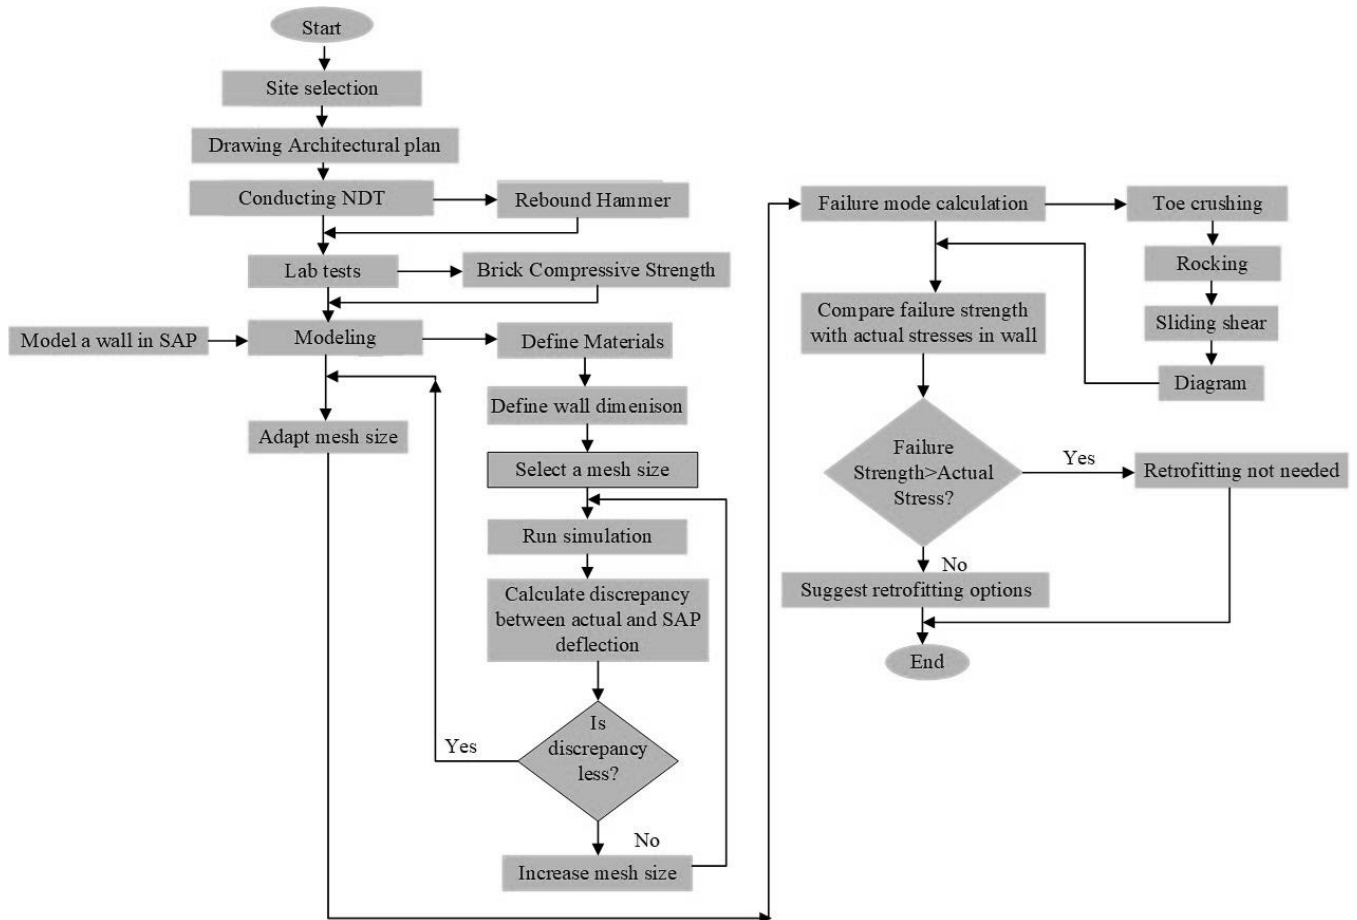 Start
Site selection
Drawing Architectural plan
Conducting NDT
Rebound Hammer
Lab tests
Brick Compressive Strength
Model a wall in SAP
Modeling
Define Materials
Define wall dimenison
Adapt mesh size
Select a mesh size
Run simulation
Calculate discrepancy
between actual and SAP
deflection
Is
discrepancy
less?
Yes
No
Increase mesh size
Failure mode calculation
Toe crushing
Rocking
Sliding shear
Diagram
Compare failure strength
with actual stresses in wall
Failure
Strength>Actual
Stress?
Yes
Retrofitting not needed
No
Suggest retrofitting options
End